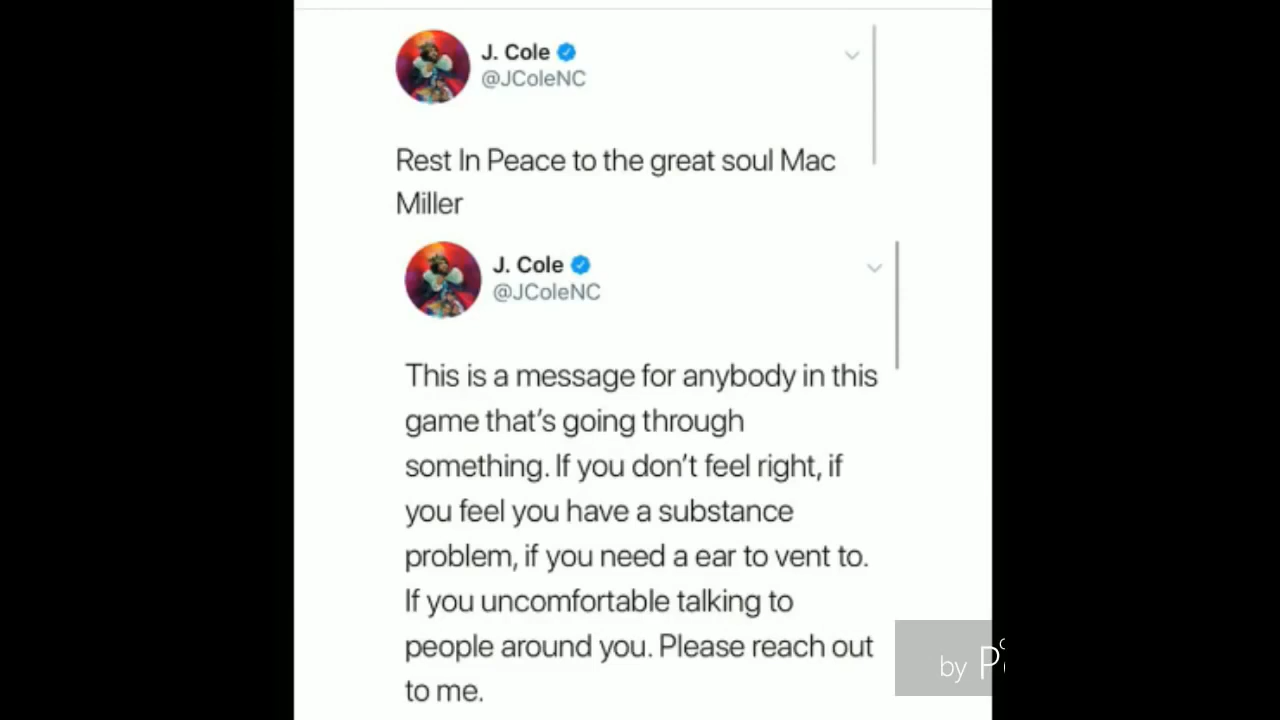 J. Cole
@JColeNC
Rest In Peace to the great soul Mac
Miller
J. Cole
@JColeNC
This is a message for anybody in this
game that's going through
something. If you don't feel right, if
you feel you have a substance
problem, if you need a ear to vent to.
If you uncomfortable talking to
people around you. Please reach out
to me.
by